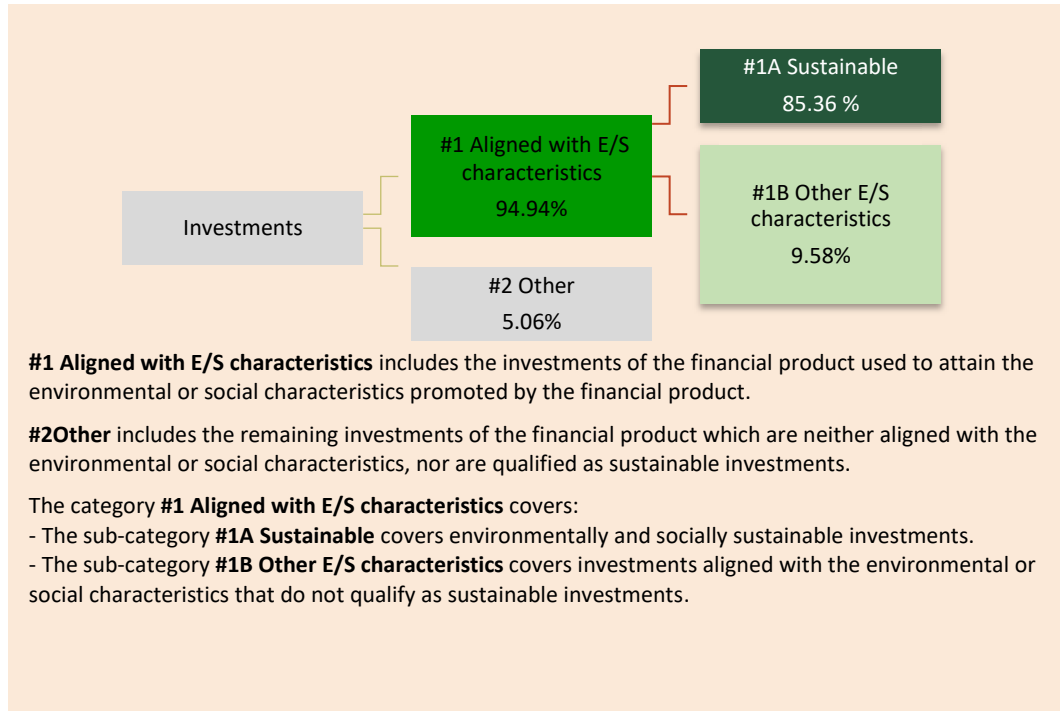 #1A Sustainable
85.36 %
#1 Aligned with E/S
characteristics
94.94%
Investments
#1B Other E/S
characteristics
9.58%
#2 Other
5.06%
#1 Aligned with E/S characteristics includes the investments of the financial product used to attain the
environmental or social characteristics promoted by the financial product.
#2Other includes the remaining investments of the financial product which are neither aligned with the
environmental or social characteristics, nor are qualified as sustainable investments.
The category #1 Aligned with E/S characteristics covers:
- The sub-category #1A Sustainable covers environmentally and socially sustainable investments.
- The sub-category #1B Other E/S characteristics covers investments aligned with the environmental or
social characteristics that do not qualify as sustainable investments.